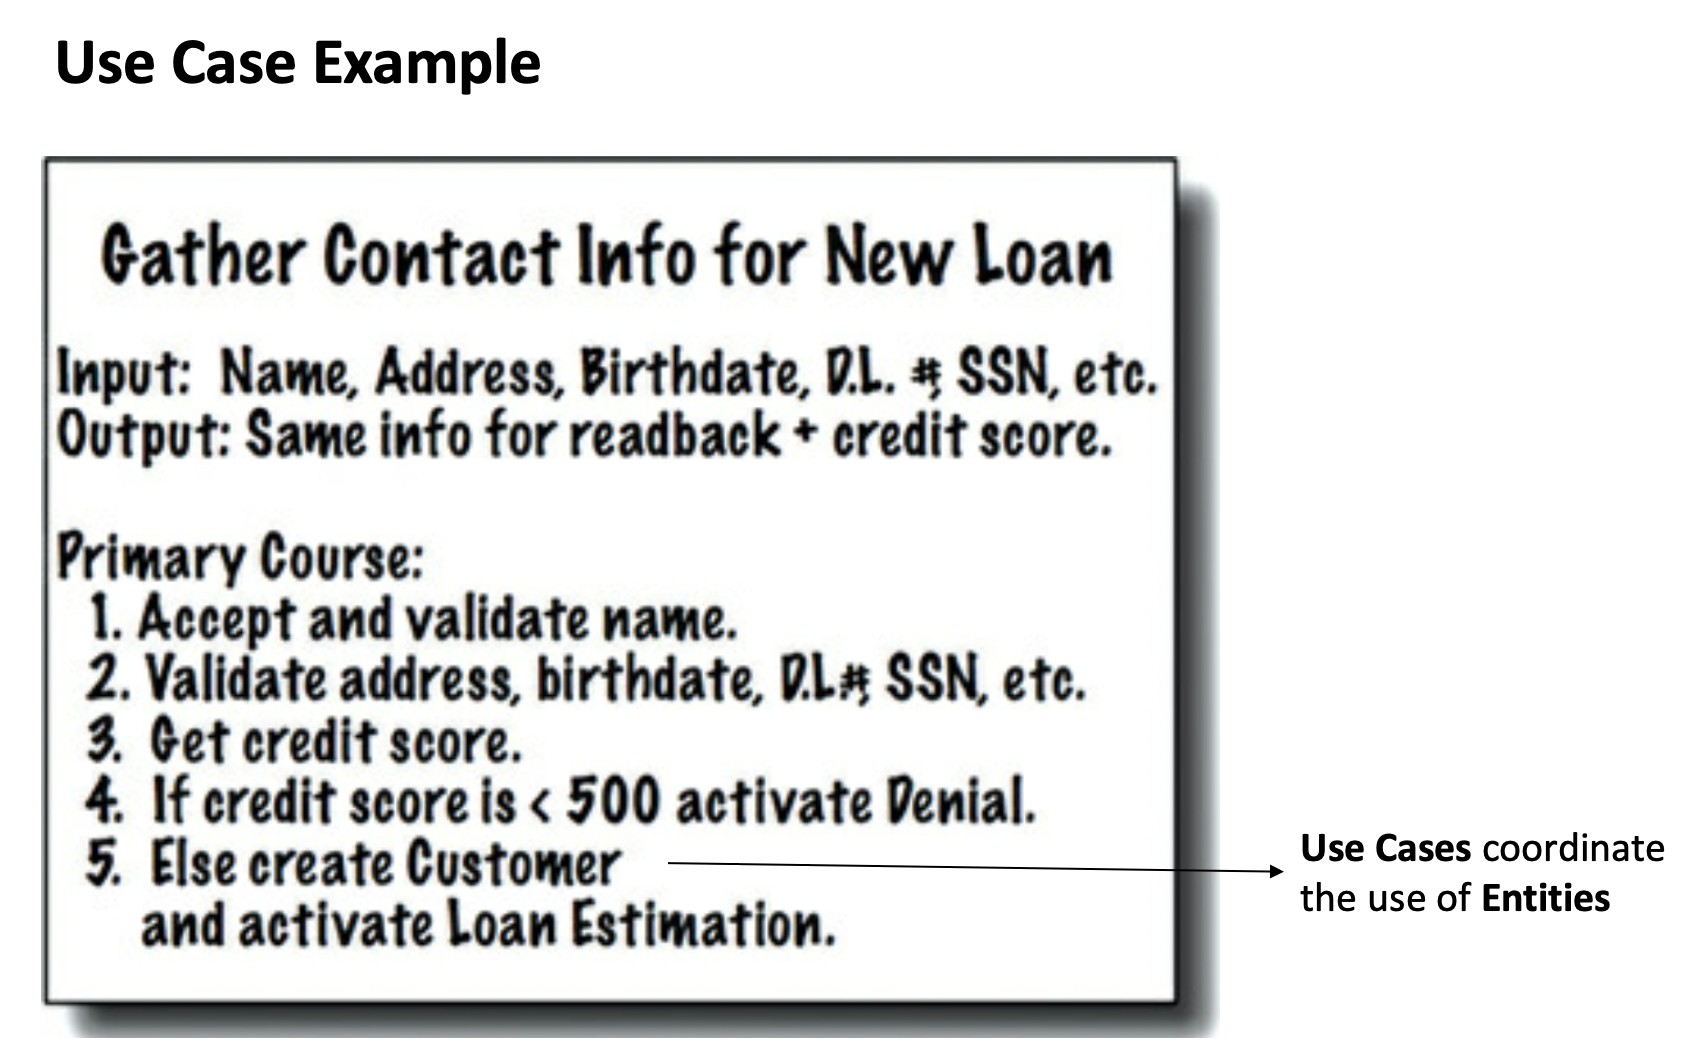 Use Case Example
Gather Contact Info for New Loan
Input: Name, Address, Birthdate, D.L. #, SSN, etc.
Output: Same info for readback + credit score.
Primary Course:
1. Accept and validate name.
2. Validate address, birthdate, D.L#, SSN, etc.
3. Get credit score.
4. If credit score is < 500 activate Denial.
5. Else create Customer
and activate Loan Estimation.
Use Cases coordinate
the use of Entities